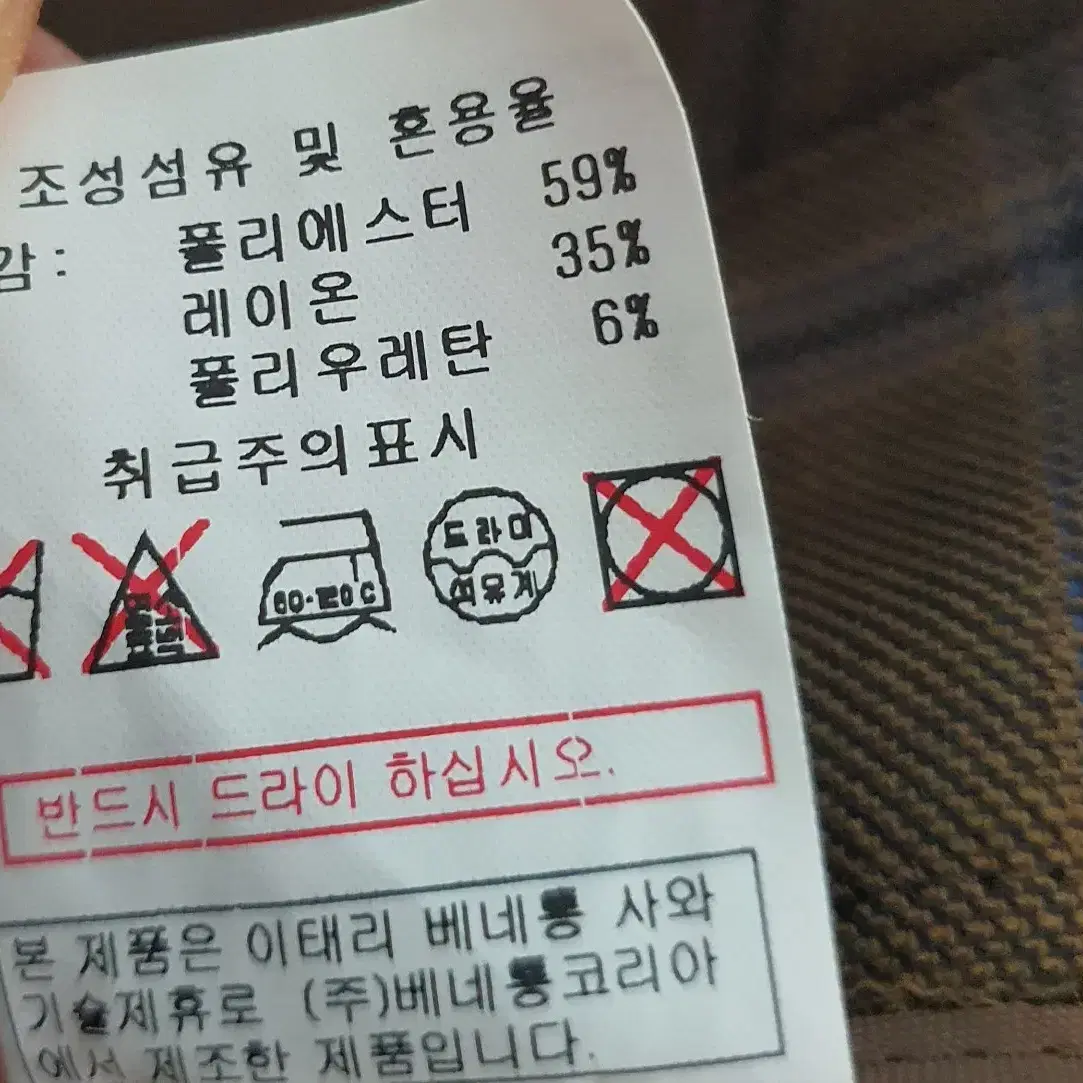 조성섬유 및 혼용율
감: 폴리에스터 59%
레이온 35%
폴리우레탄 6%
취급주의표시
드라이
석유계
반드시 드라이 하십시오.
본 제품은 이태리 베네통 사와
기술제휴로 (주)베네통코리아
에서 제조한 제품입니다.